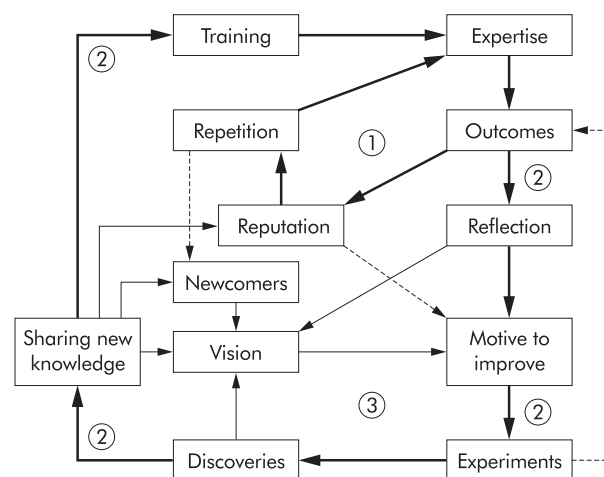 Training
Expertise
2
Repetition
1
Outcomes
2
Reputation
Reflection
Newcomers
Sharing new
knowledge
Vision
Motive to
improve
3
2
2
Discoveries
Experiments